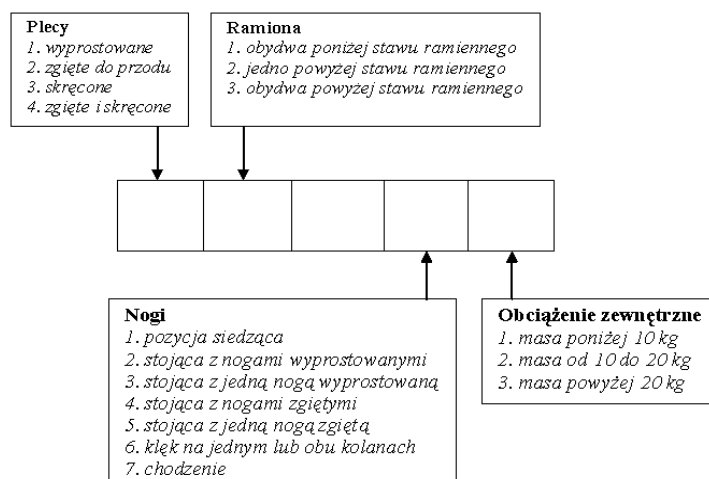 Plecy
1. wyprostowane
2. zgięte do przodu
3. skręcone
4. zgięte i skręcone
Ramiona
1. obydwa poniżej stawu ramiennego
2. jedno powyżej stawu ramiennego
3. obydwa powyżej stawu ramiennego
Nogi
1. pozycja siedząca
2. stojąca z nogami wyprostowanymi
3. stojąca z jedną nogą wyprostowaną
4. stojąca z nogami zgiętymi
5. stojąca z jedną nogą zgiętą
6. klęk na jednym lub obu kolanach
7. chodzenie
Obciążenie zewnętrzne
1. masa poniżej 10 kg
2. masa od 10 do 20 kg
3. masa powyżej 20 kg